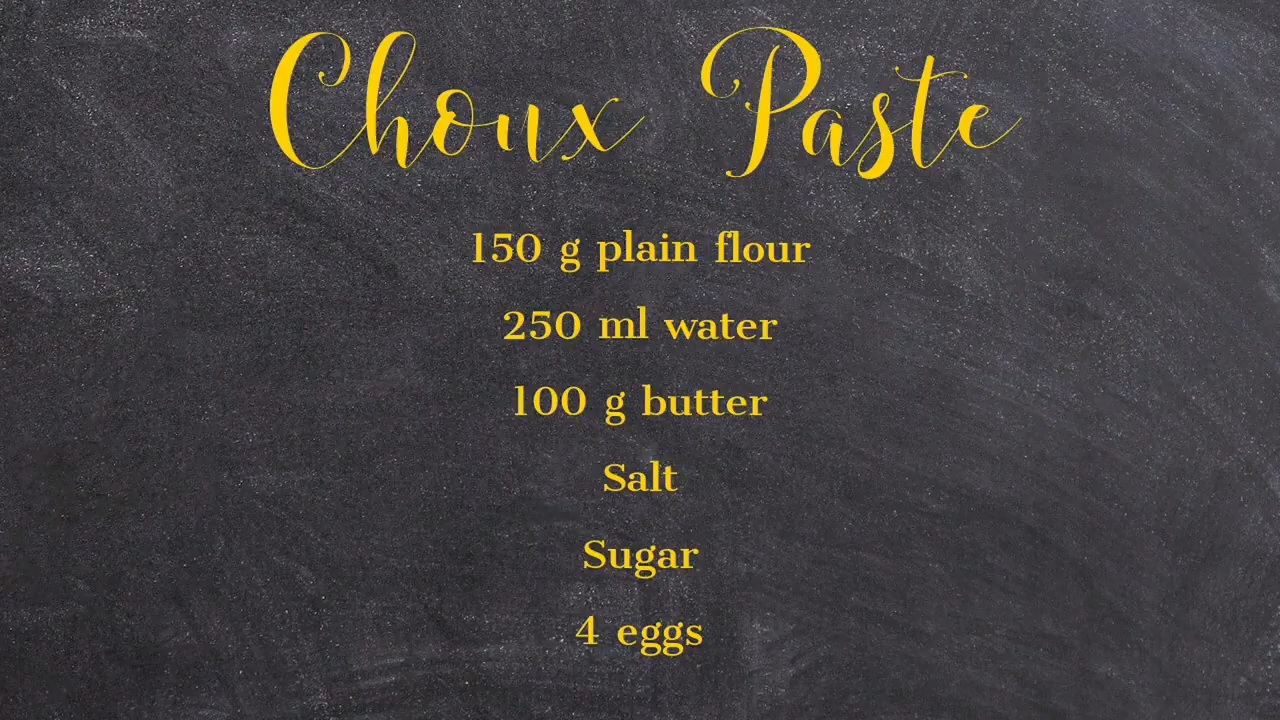 Choux Paste
150 g plain flour
250 ml water
100 g butter
Salt
Sugar
4 eggs